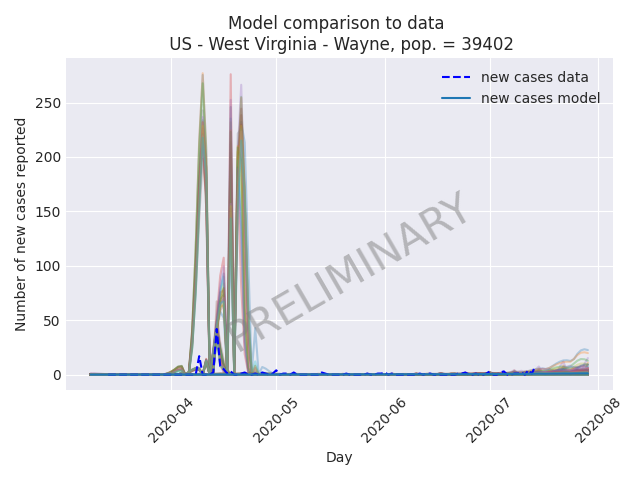 Model comparison to data
US - West Virginia - Wayne, pop. = 39402
new cases data
new cases model
Number of new cases reported
250
200
150
100
50
0
PRELIMINARY
2020-04
2020-05
2020-06
2020-07
2020-08
Day